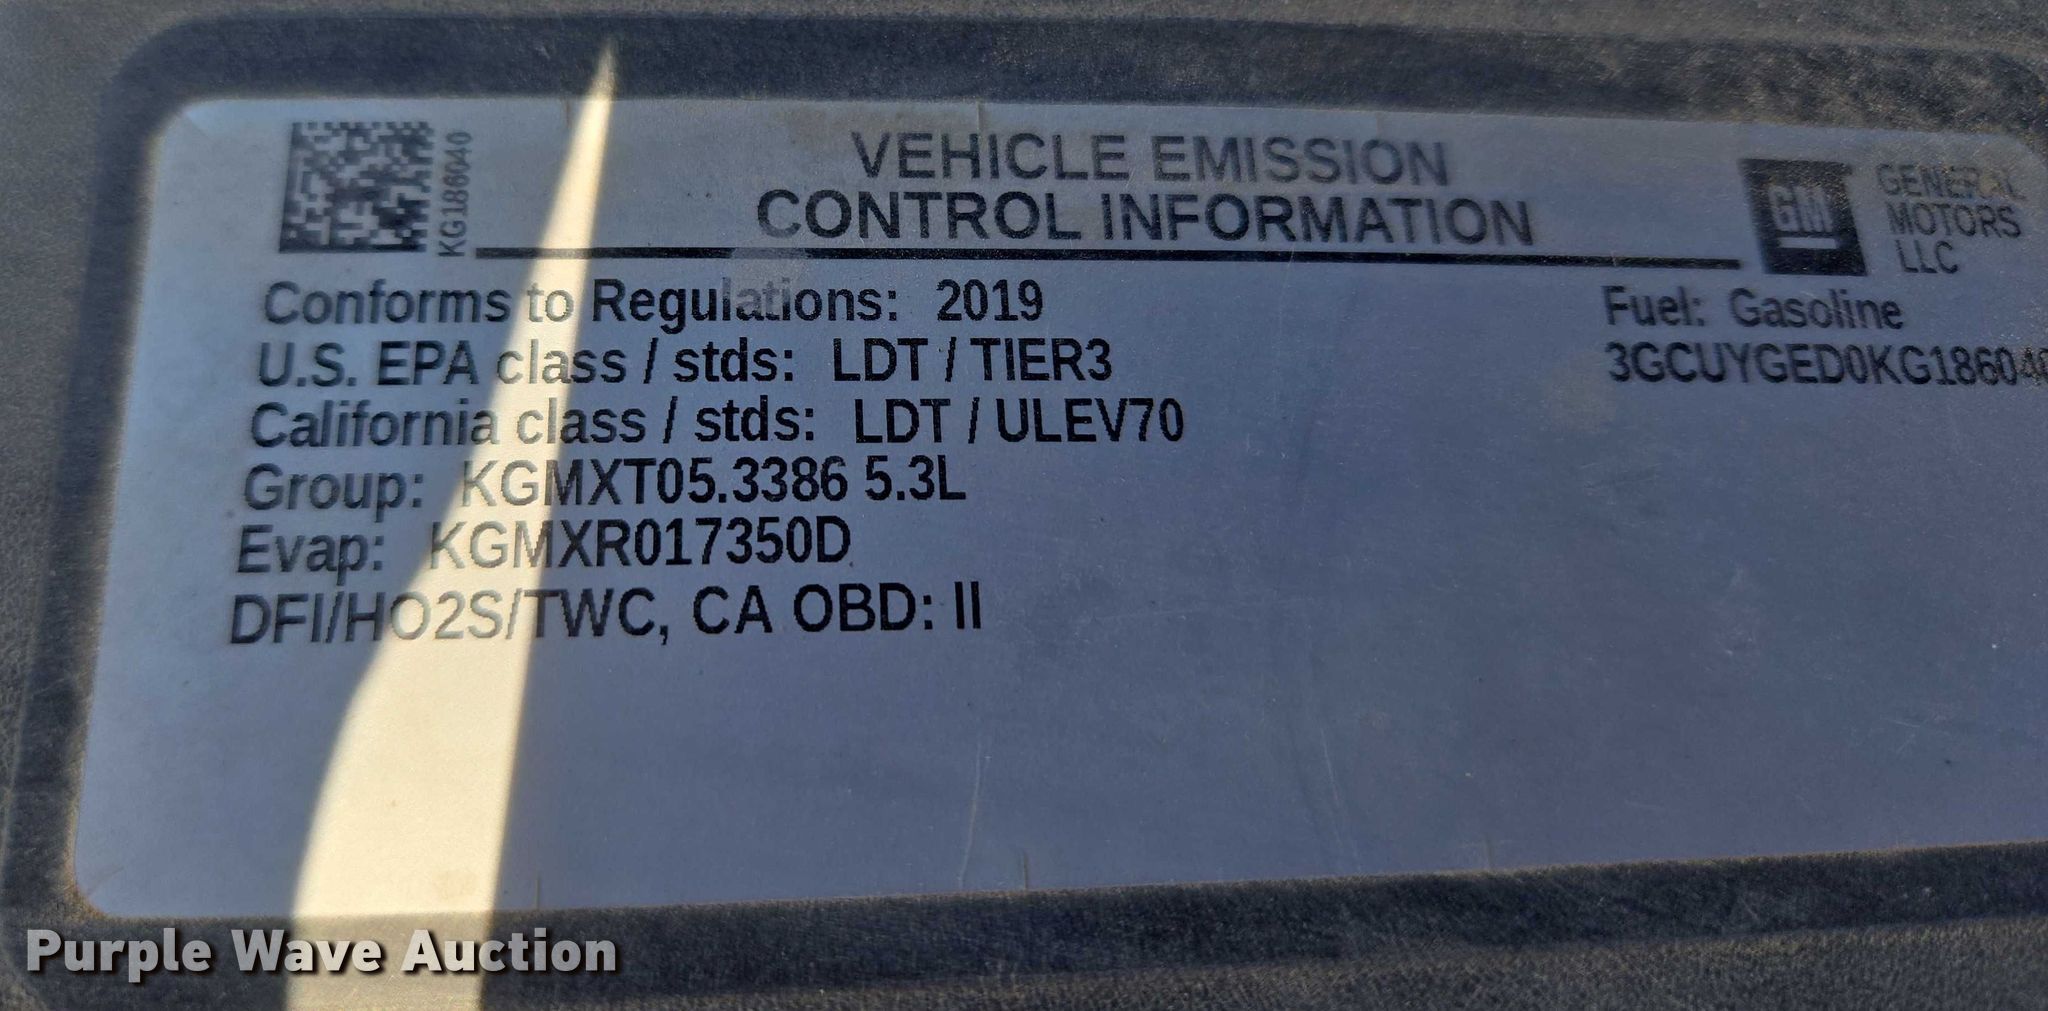 KG186040
VEHICLE EMISSION
CONTROL INFORMATION
GM
GENERAL
MOTORS
LLC
Conforms to Regulations: 2019
Fuel: Gasoline
U.S. EPA class / stds: LDT / TIER3
3GCUYGED0KG186040
California class / stds: LDT / ULEV70
Group: KGMXT05.3386 5.3L
Evap: KGMXR017350D
DFI/HO2S/TWC, CA OBD: II
Purple Wave Auction